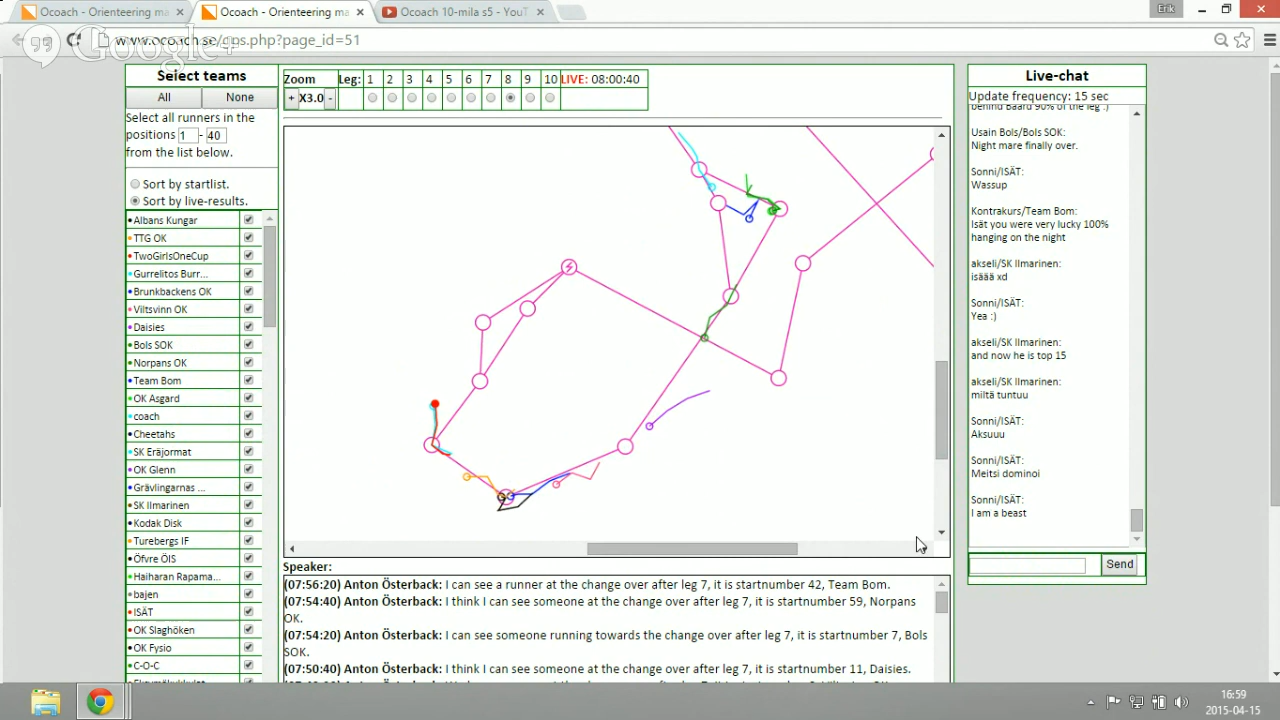 Ocoach - Orienteering ma
Ocoach - Orienteering ma
Ocoach 10-mila s5 - YouT
Erik
www.ocoach.se/gps.php?page_id=51
Google+
Select teams
All None
Select all runners in the
positions 1 - 40
from the list below.
Sort by startlist.
Sort by live-results.
Albans Kungar
TTG OK
TwoGirlsOneCup
Gurrelitos Burr...
Brunkbackens OK
Viltsvinn OK
Daisies
Bols SOK
Norpans OK
Team Bom
OK Asgard
coach
Cheetahs
SK Eräjormat
OK Glenn
Grävlingarnas ...
SK Ilmarinen
Kodak Disk
Turebergs IF
Öfvre ÖIS
Haiharan Rapama...
bajen
ISÄT
OK Slaghöken
OK Fysio
C-O-C
Zoom Leg: 1 2 3 4 5 6 7 8 9 10 LIVE: 08:00:40
+ X3.0 -
Speaker:
(07:56:20) Anton Österback: I can see a runner at the change over after leg 7, it is startnumber 42, Team Bom.
(07:54:40) Anton Österback: I think I can see someone at the change over after leg 7, it is startnumber 59, Norpans
OK.
(07:54:20) Anton Österback: I can see someone running towards the change over after leg 7, it is startnumber 7, Bols
SOK.
(07:50:40) Anton Österback: I think I can see someone at the change over after leg 7, it is startnumber 11, Daisies.
Live-chat
Update frequency: 15 sec
behind Baard 90% of the leg :)
Usain Bols/Bols SOK:
Night mare finally over.
Sonni/ISÄT:
Wassup
Kontrakurs/Team Bom:
Isät you were very lucky 100%
hanging on the night
akseli/SK Ilmarinen:
isäää xd
Sonni/ISÄT:
Yea :)
akseli/SK Ilmarinen:
and now he is top 15
akseli/SK Ilmarinen:
miltä tuntuu
Sonni/ISÄT:
Aksuuu
Sonni/ISÄT:
Meitsi dominoi
Sonni/ISÄT:
I am a beast
Send
16:59
2015-04-15